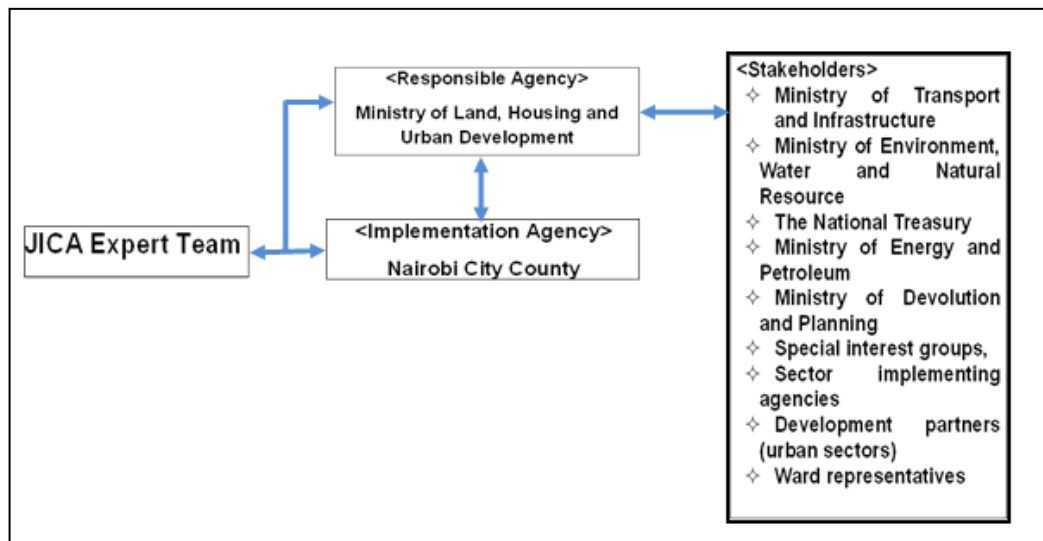 <Responsible Agency>
Ministry of Land, Housing and
Urban Development
JICA Expert Team
<Implementation Agency>
Nairobi City County
<Stakeholders>
✧ Ministry of Transport
and Infrastructure
✧ Ministry of Environment,
Water and Natural
Resource
✧ The National Treasury
✧ Ministry of Energy and
Petroleum
✧ Ministry of Devolution
and Planning
✧ Special interest groups,
✧ Sector implementing
agencies
✧ Development partners
(urban sectors)
✧ Ward representatives